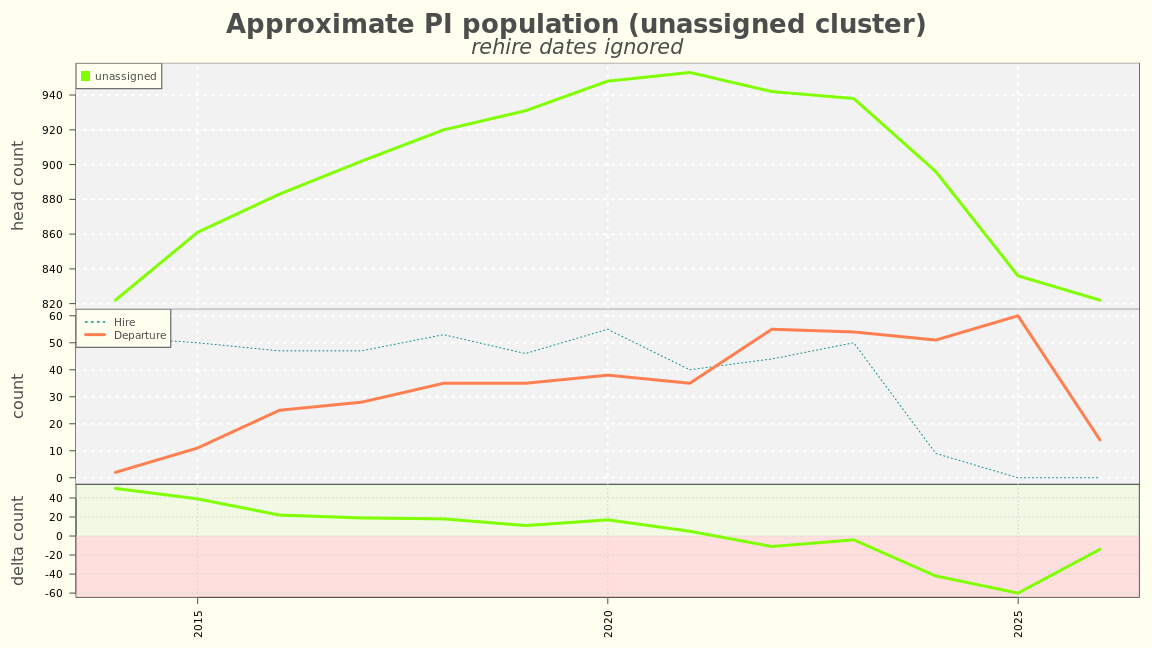 Approximate PI population (unassigned cluster)
rehire dates ignored
unassigned
head count
940
920
900
880
860
840
820
Hire
Departure
count
60
50
40
30
20
10
0
delta count
40
20
0
-20
-40
-60
2015
2020
2025